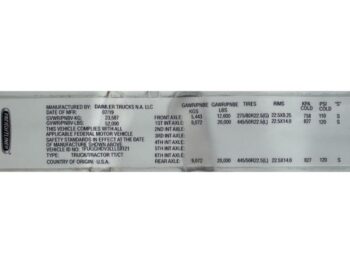 MANUFACTURED BY: DAIMLER TRUCKS N.A. LLC
DATE OF MFR: 07/19
GVWR/PNBV-KG: 23,587
GVWR/PNBV-LBS: 52,000
THIS VEHICLE COMPLIES WITH ALL
APPLICABLE FEDERAL MOTOR VEHICLE
SAFETY STANDARDS IN EFFECT AT THE DATE
OF MANUFACTURE SHOWN ABOVE.
VEHICLE ID NO.:
TYPE: TRUCK/TRACTOR
COUNTRY OF ORIGIN: U.S.A.
GAWR/PNBE KGS GAWR/PNBE LBS TIRES RIMS KPA COLD PSI COLD
FRONT AXLE: 5,443 12,000 22.5X8.25 758 110 S
1ST INT AXLE: 9,072 20,000 445/50R22.5(L) 22.5X14.0 827 120 S
2ND INT AXLE:
3RD INT AXLE:
4TH INT AXLE:
5TH INT AXLE:
6TH INT AXLE:
REAR AXLE: 9,072 20,000 445/50R22.5(L) 22.5X14.0 827 120 S